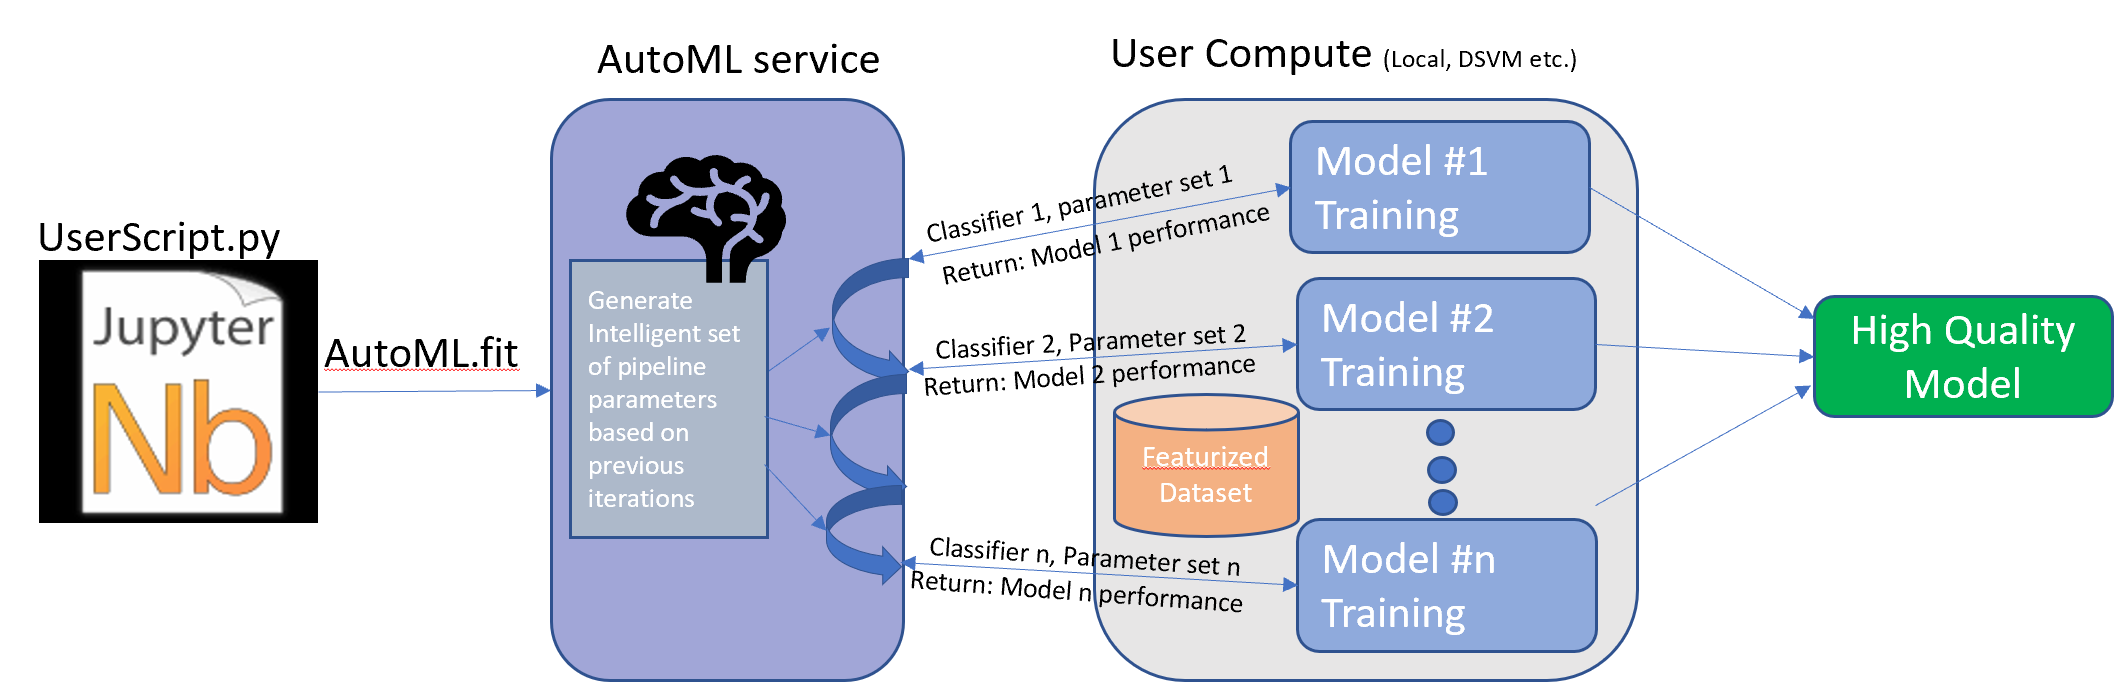 AutoML service
User Compute (Local, DSVM etc.)
UserScript.py
Jupyter
Nb
AutoML.fit
Generate
Intelligent set
of pipeline
parameters
based on
previous
iterations
Classifier 1, parameter set 1
Return: Model 1 performance
Classifier 2, Parameter set 2
Return: Model 2 performance
Classifier n, Parameter set n
Return: Model n performance
Model #1
Training
Model #2
Training
Featurized
Dataset
Model #n
Training
High Quality
Model